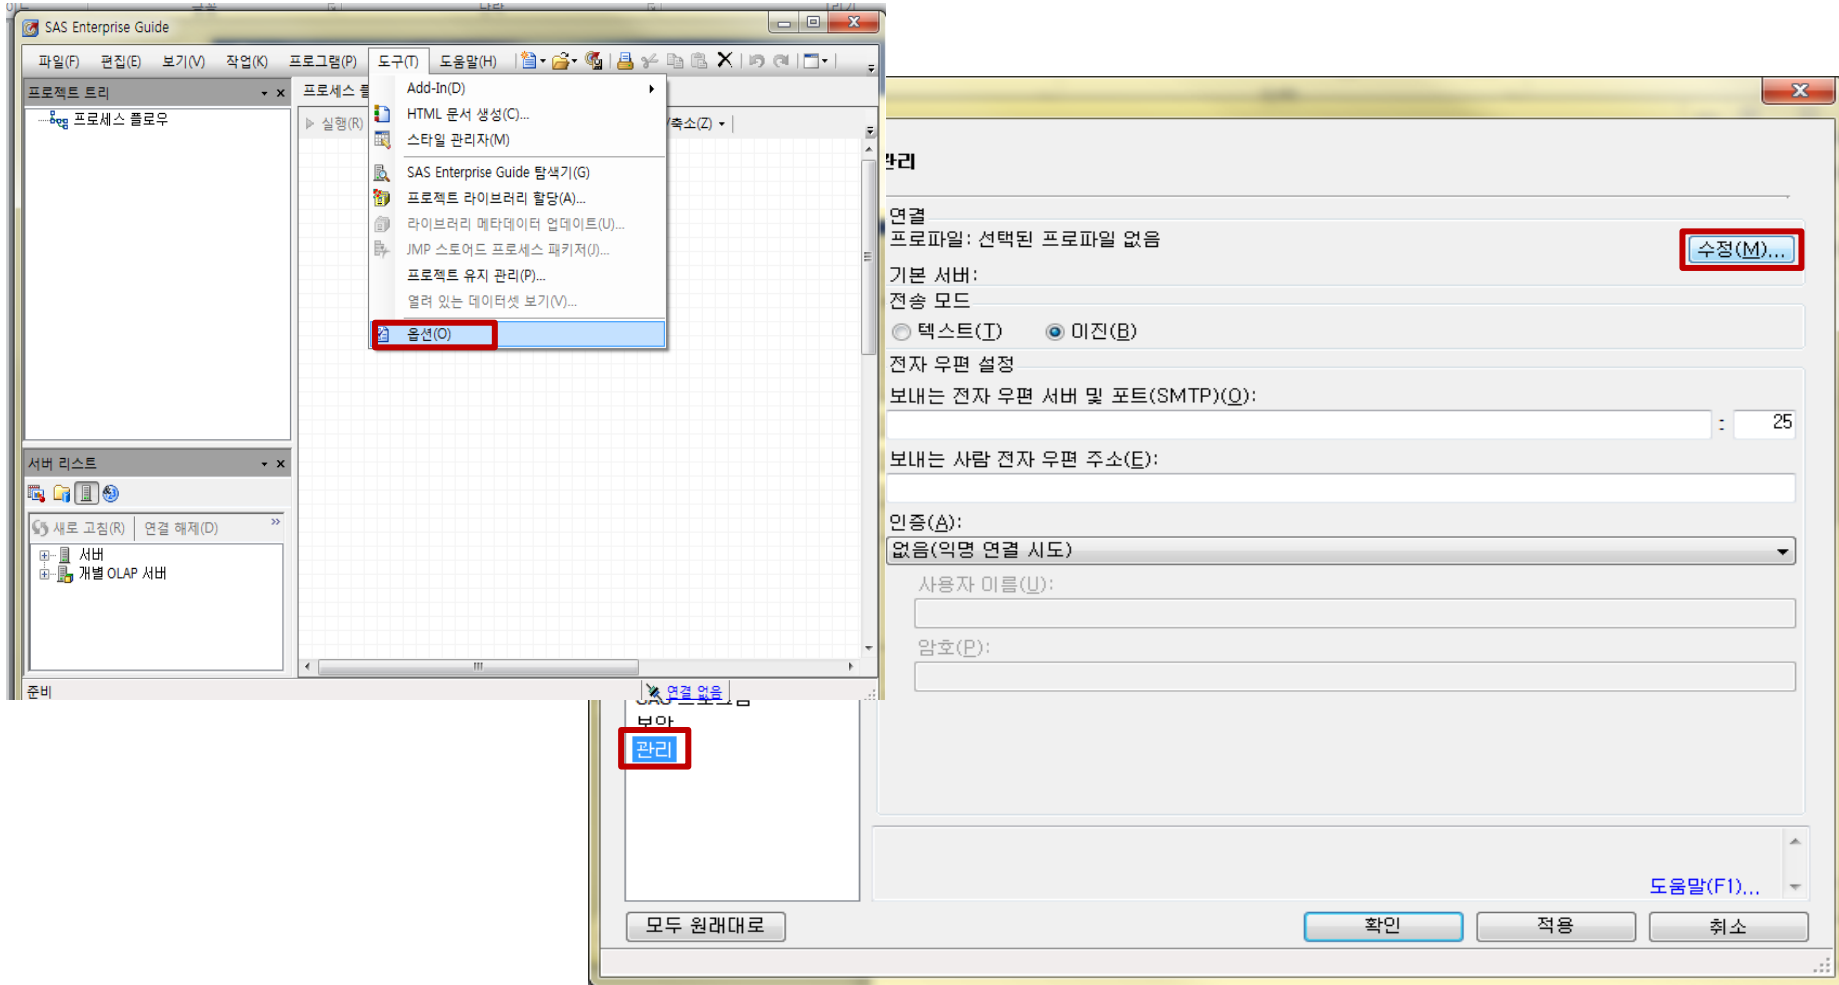 SAS Enterprise Guide
파일(F) 편집(E) 보기(V) 작업(K) 프로그램(P) 도구(T) 도움말(H)
프로젝트 트리
프로세스 플로우
프로세스
실행(R)
축소(Z)
Add-In(D)
HTML 문서 생성(C)...
스타일 관리자(M)
SAS Enterprise Guide 탐색기(G)
프로젝트 라이브러리 할당(A)...
라이브러리 메타데이터 업데이트(U)...
JMP 스토어드 프로세스 패키저(J)...
프로젝트 유지 관리(P)...
열려 있는 데이터셋 보기(V)...
옵션(O)
서버 리스트
새로 고침(R) 연결 해제(D)
서버
개별 OLAP 서버
준비
연결 없음
관리
연결
프로파일: 선택된 프로파일 없음
수정(M)...
기본 서버:
전송 모드
텍스트(T) 이진(B)
전자 우편 설정
보내는 전자 우편 서버 및 포트(SMTP)(O):
: 25
보내는 사람 전자 우편 주소(E):
인증(A):
없음(익명 연결 시도)
사용자 이름(U):
암호(P):
SAS 프로그램
보안
관리
도움말(F1)...
모두 원래대로 확인 적용 취소